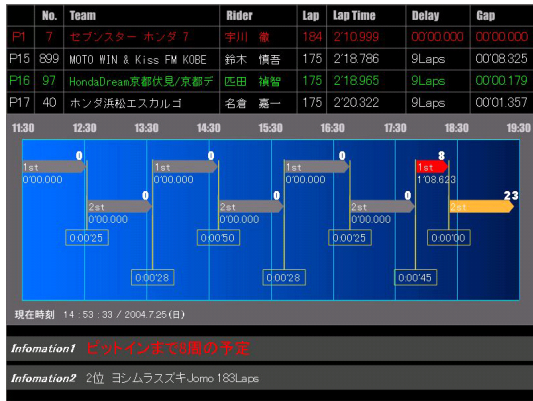 No. Team Rider Lap Lap Time Delay Gap
P1 7 セブンスター ホンダ 7 宇川 徹 184 2'10.999 00'00.000 00'00.000
P15 899 MOTO WIN & Kiss FM KOBE 鈴木 慎吾 175 2'18.786 9Laps 00'08.325
P16 97 HondaDream京都伏見/京都デ 匹田 禎智 175 2'18.965 9Laps 00'00.179
P17 40 ホンダ浜松エスカルゴ 名倉 嘉一 175 2'20.322 9Laps 00'01.357
11:30 12:30 13:30 14:30 15:30 16:30 17:30 18:30 19:30
0 0 0 8
1st 1st 1st 1st
0'00.000 0'00.000 0'00.000 1'08.623
0 0 0 23
2st 2st 2st 2st
0'00.000 0'00.000 0'00.000
0:00'25 0:00'50 0:00'25 0:00'00
0:00'28 0:00'28 0:00'45
現在時刻 14 : 53 : 33 / 2004.7.25(日)
Infomation1 ピットインまで8周の予定
Infomation2 2位 ヨシムラスズキJomo 183Laps